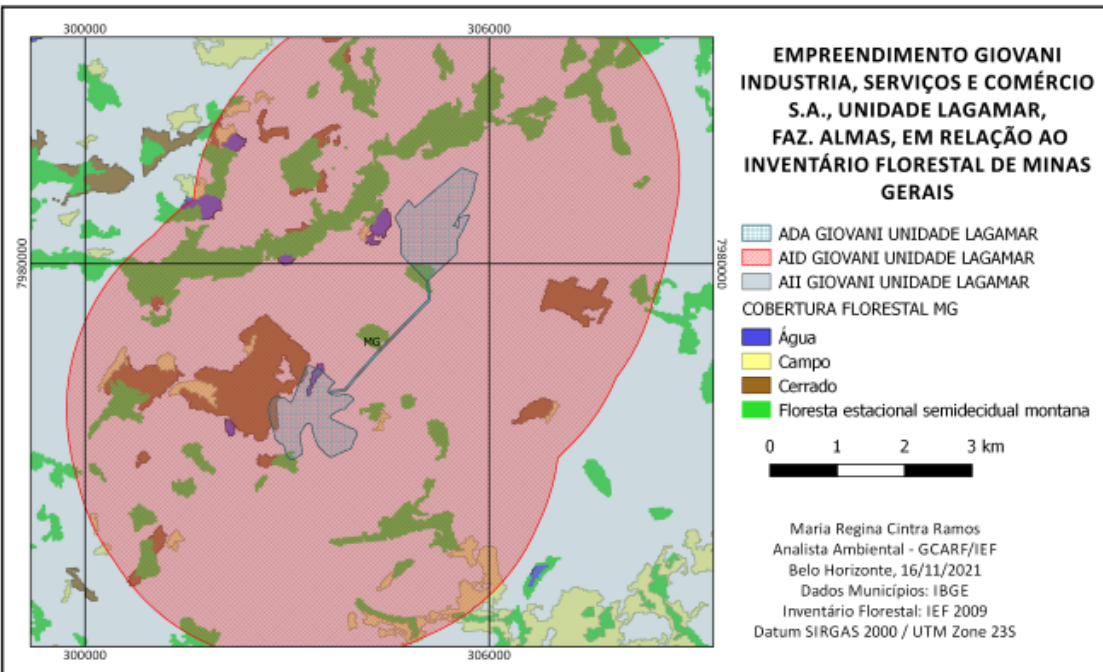 300000
306000
7980000
7980000
MG
300000
306000
EMPREENDIMENTO GIOVANI
INDUSTRIA, SERVIÇOS E COMÉRCIO
S.A., UNIDADE LAGAMAR,
FAZ. ALMAS, EM RELAÇÃO AO
INVENTÁRIO FLORESTAL DE MINAS
GERAIS
ADA GIOVANI UNIDADE LAGAMAR
AID GIOVANI UNIDADE LAGAMAR
AII GIOVANI UNIDADE LAGAMAR
COBERTURA FLORESTAL MG
Água
Campo
Cerrado
Floresta estacional semidecidual montana
0 1 2 3 km
Maria Regina Cintra Ramos
Analista Ambiental - GCARF/IEF
Belo Horizonte, 16/11/2021
Dados Municípios: IBGE
Inventário Florestal: IEF 2009
Datum SIRGAS 2000 / UTM Zone 23S